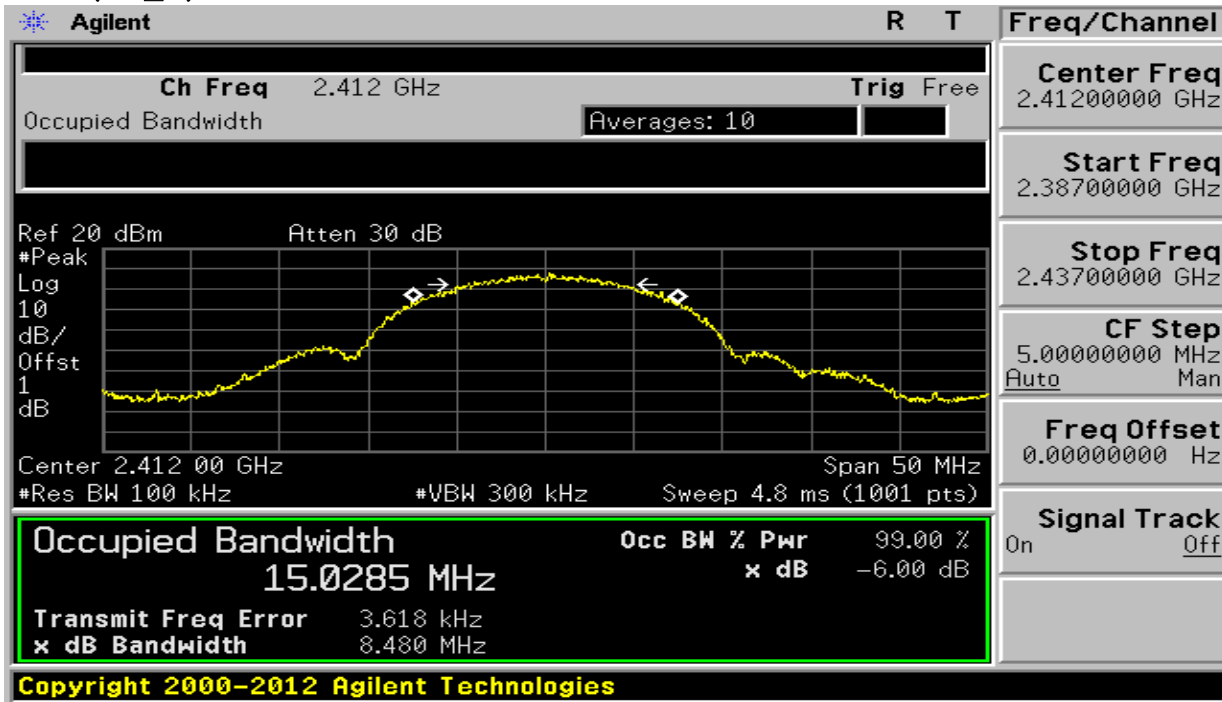 Agilent R T Freq/Channel
Ch Freq 2.412 GHz Trig Free
Occupied Bandwidth Averages: 10
Center Freq
2.41200000 GHz
Start Freq
2.38700000 GHz
Stop Freq
2.43700000 GHz
CF Step
5.00000000 MHz
Auto Man
Freq Offset
0.00000000 Hz
Signal Track
On Off
Ref 20 dBm Atten 30 dB
#Peak
Log
10
dB/
Offst
1
dB
Center 2.412 00 GHz Span 50 MHz
#Res BW 100 kHz #VBW 300 kHz Sweep 4.8 ms (1001 pts)
Occupied Bandwidth Occ BW % Pwr 99.00 %
15.0285 MHz x dB -6.00 dB
Transmit Freq Error 3.618 kHz
x dB Bandwidth 8.480 MHz
Copyright 2000-2012 Agilent Technologies